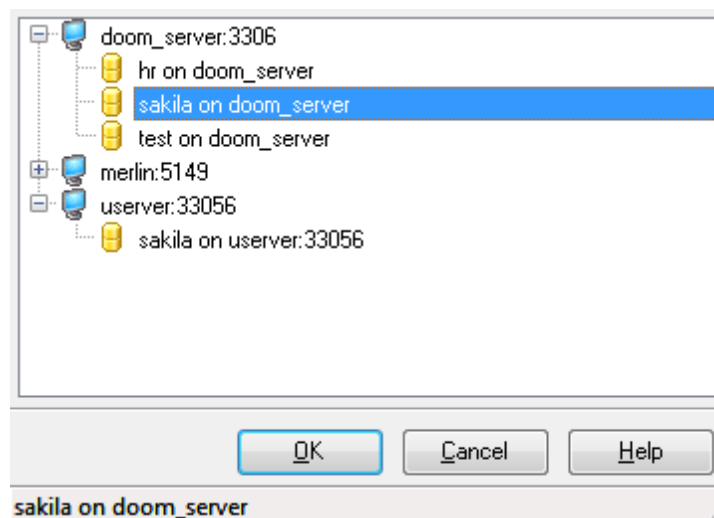 doom_server:3306
hr on doom_server
sakila on doom_server
test on doom_server
merlin:5149
userver:33056
sakila on userver:33056
OK Cancel Help
sakila on doom_server